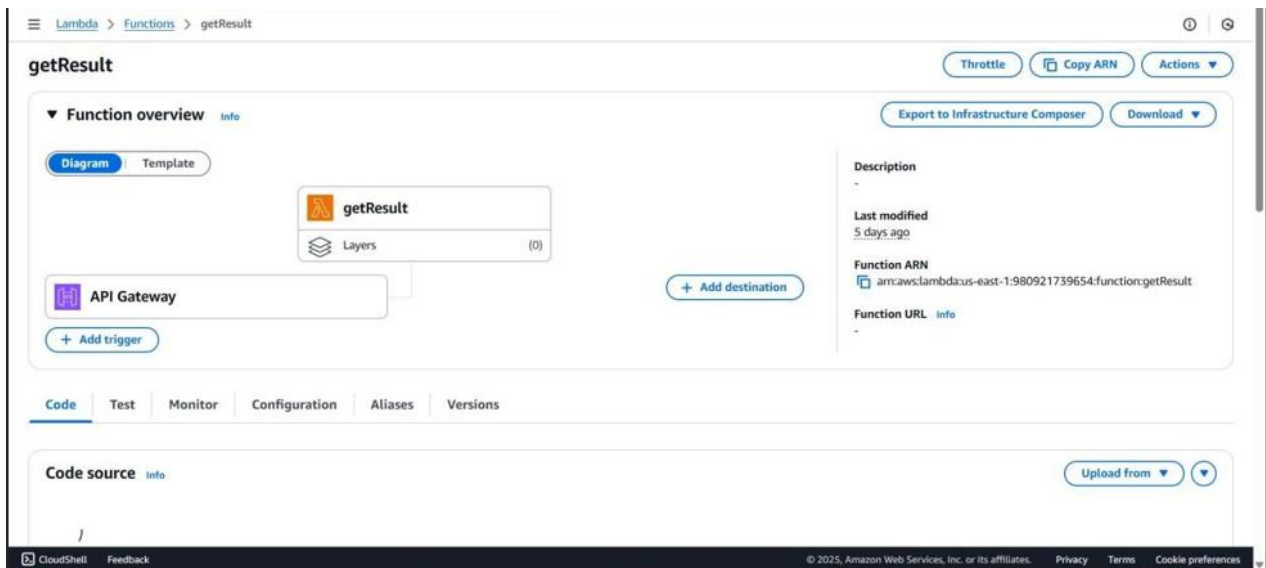 Lambda > Functions > getResult
getResult
Throttle
Copy ARN
Actions ▼
▼ Function overview Info
Export to Infrastructure Composer
Download ▼
Diagram
Template
getResult
Layers (0)
API Gateway
+ Add trigger
+ Add destination
Description
-
Last modified
5 days ago
Function ARN
arn:aws:lambda:us-east-1:980921739654:function:getResult
Function URL Info
-
Code
Test
Monitor
Configuration
Aliases
Versions
Code source Info
Upload from ▼
}
CloudShell
Feedback
© 2025, Amazon Web Services, Inc. or its affiliates.
Privacy
Terms
Cookie preferences